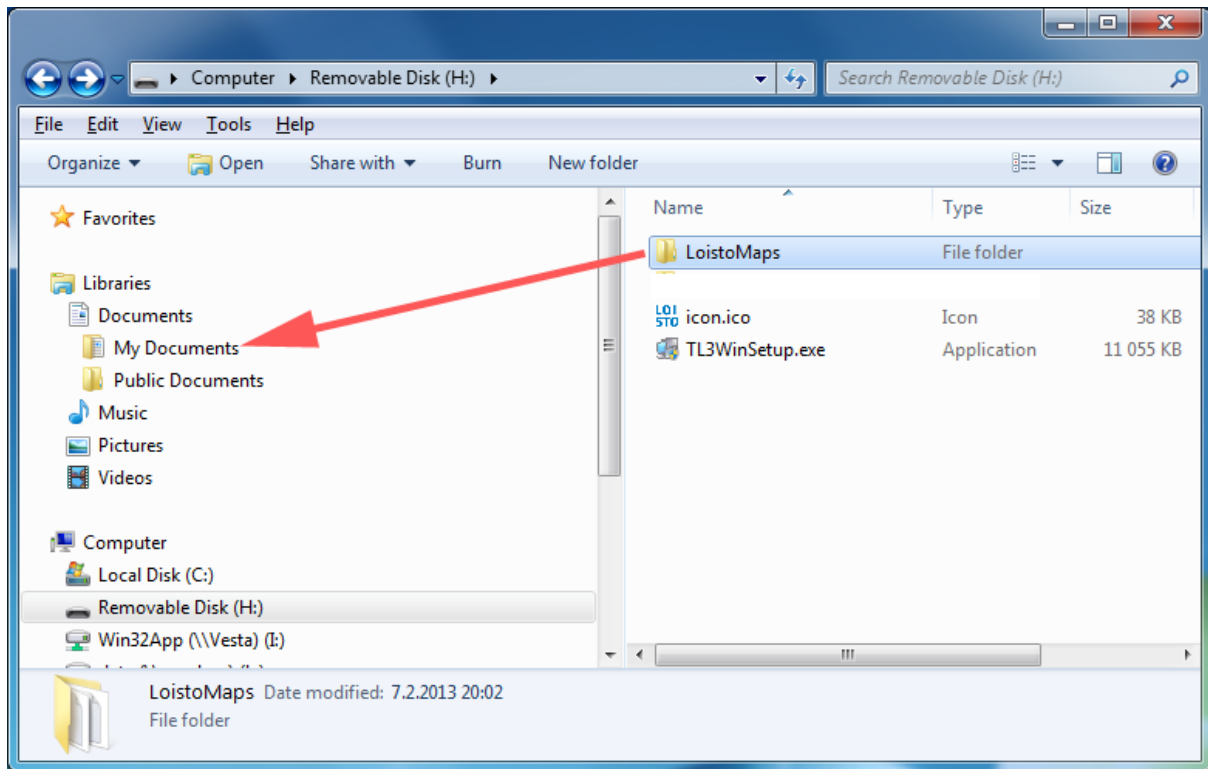 Computer ▸ Removable Disk (H:) ▸
Search Removable Disk (H:)
File Edit View Tools Help
Organize Open Share with Burn New folder
Favorites
Libraries
Documents
My Documents
Public Documents
Music
Pictures
Videos
Computer
Local Disk (C:)
Removable Disk (H:)
Win32App (\\Vesta) (I:)
Name Type Size
LoistoMaps File folder
LOISTO icon.ico Icon 38 KB
TL3WinSetup.exe Application 11 055 KB
LoistoMaps Date modified: 7.2.2013 20:02
File folder